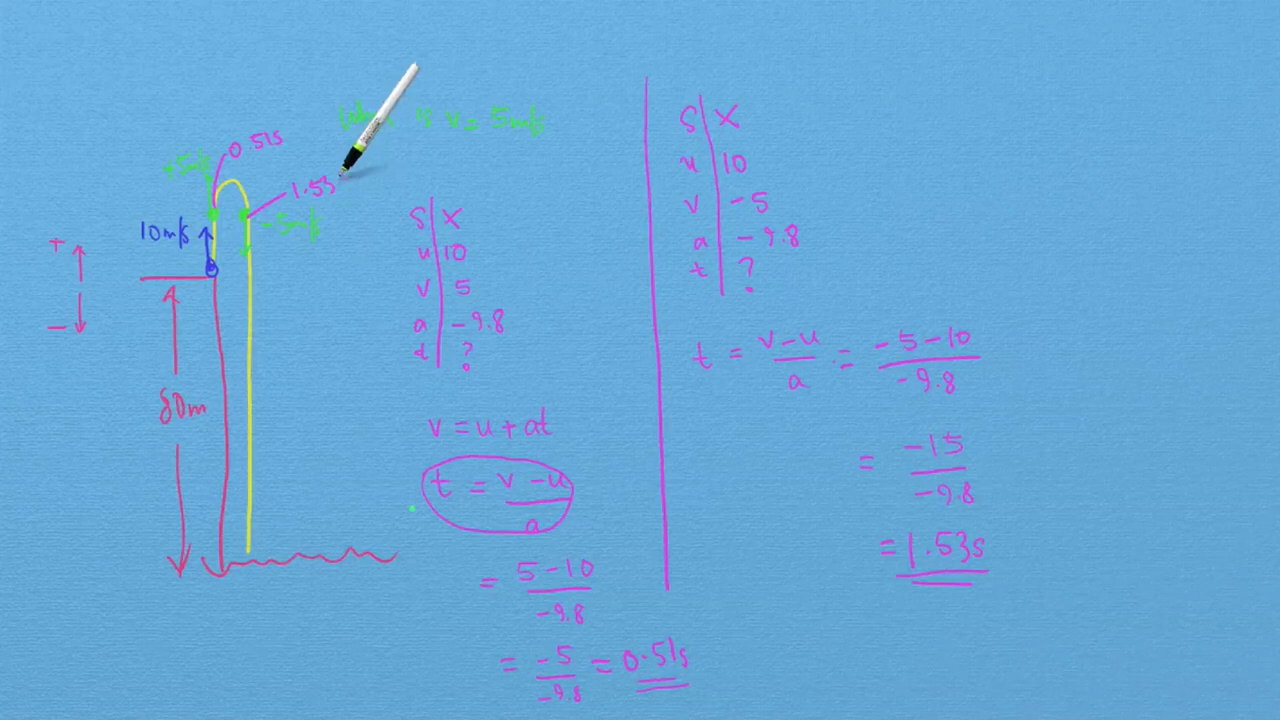 is v = 5m/s
0.51s
+5m/s
1.53
-5m/s
10m/s
+
-
80m
S | X
u | 10
v | 5
a | -9.8
t | ?
v = u + at
t = v - u / a
= 5 - 10 / -9.8
= -5 / -9.8 = 0.51s
S | X
u | 10
v | -5
a | -9.8
t | ?
t = v - u / a = -5 - 10 / -9.8
= -15 / -9.8
= 1.53s